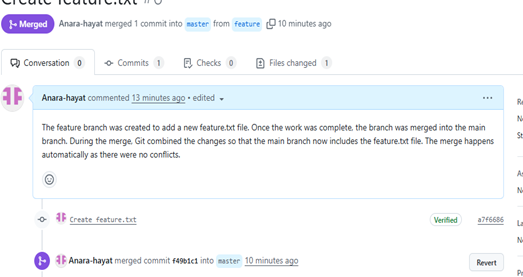 Create feature.txt
Merged Anara-hayat merged 1 commit into master from feature 10 minutes ago
Conversation 0 Commits 1 Checks 0 Files changed 1
Anara-hayat commented 13 minutes ago • edited
The feature branch was created to add a new feature.txt file. Once the work was complete, the branch was merged into the main
branch. During the merge, Git combined the changes so that the main branch now includes the feature.txt file. The merge happens
automatically as there were no conflicts.
Create feature.txt Verified a7f6686
Anara-hayat merged commit f49b1c1 into master 10 minutes ago Revert